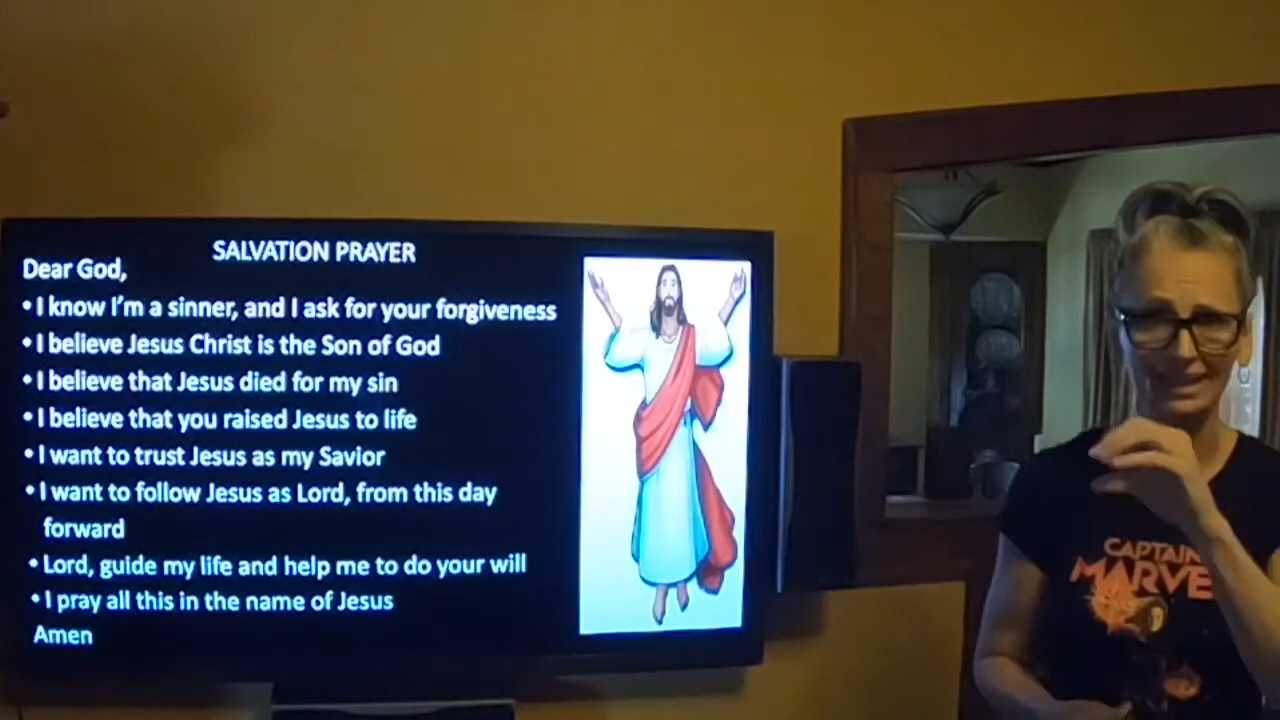 SALVATION PRAYER
Dear God,
• I know I'm a sinner, and I ask for your forgiveness
• I believe Jesus Christ is the Son of God
• I believe that Jesus died for my sin
• I believe that you raised Jesus to life
• I want to trust Jesus as my Savior
• I want to follow Jesus as Lord, from this day
forward
• Lord, guide my life and help me to do your will
• I pray all this in the name of Jesus
Amen
CAPTAIN
MARVE